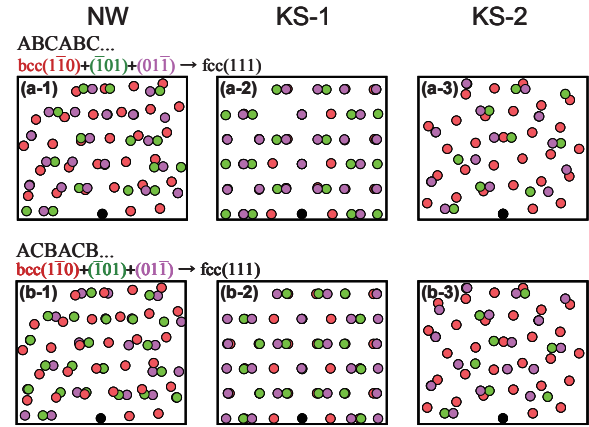 NW KS-1 KS-2
ABCABC...
bcc(11̄0)+(1̄01)+(011̄) → fcc(111)
(a-1) (a-2) (a-3)
ACBACB...
bcc(11̄0)+(1̄01)+(011̄) → fcc(111)
(b-1) (b-2) (b-3)